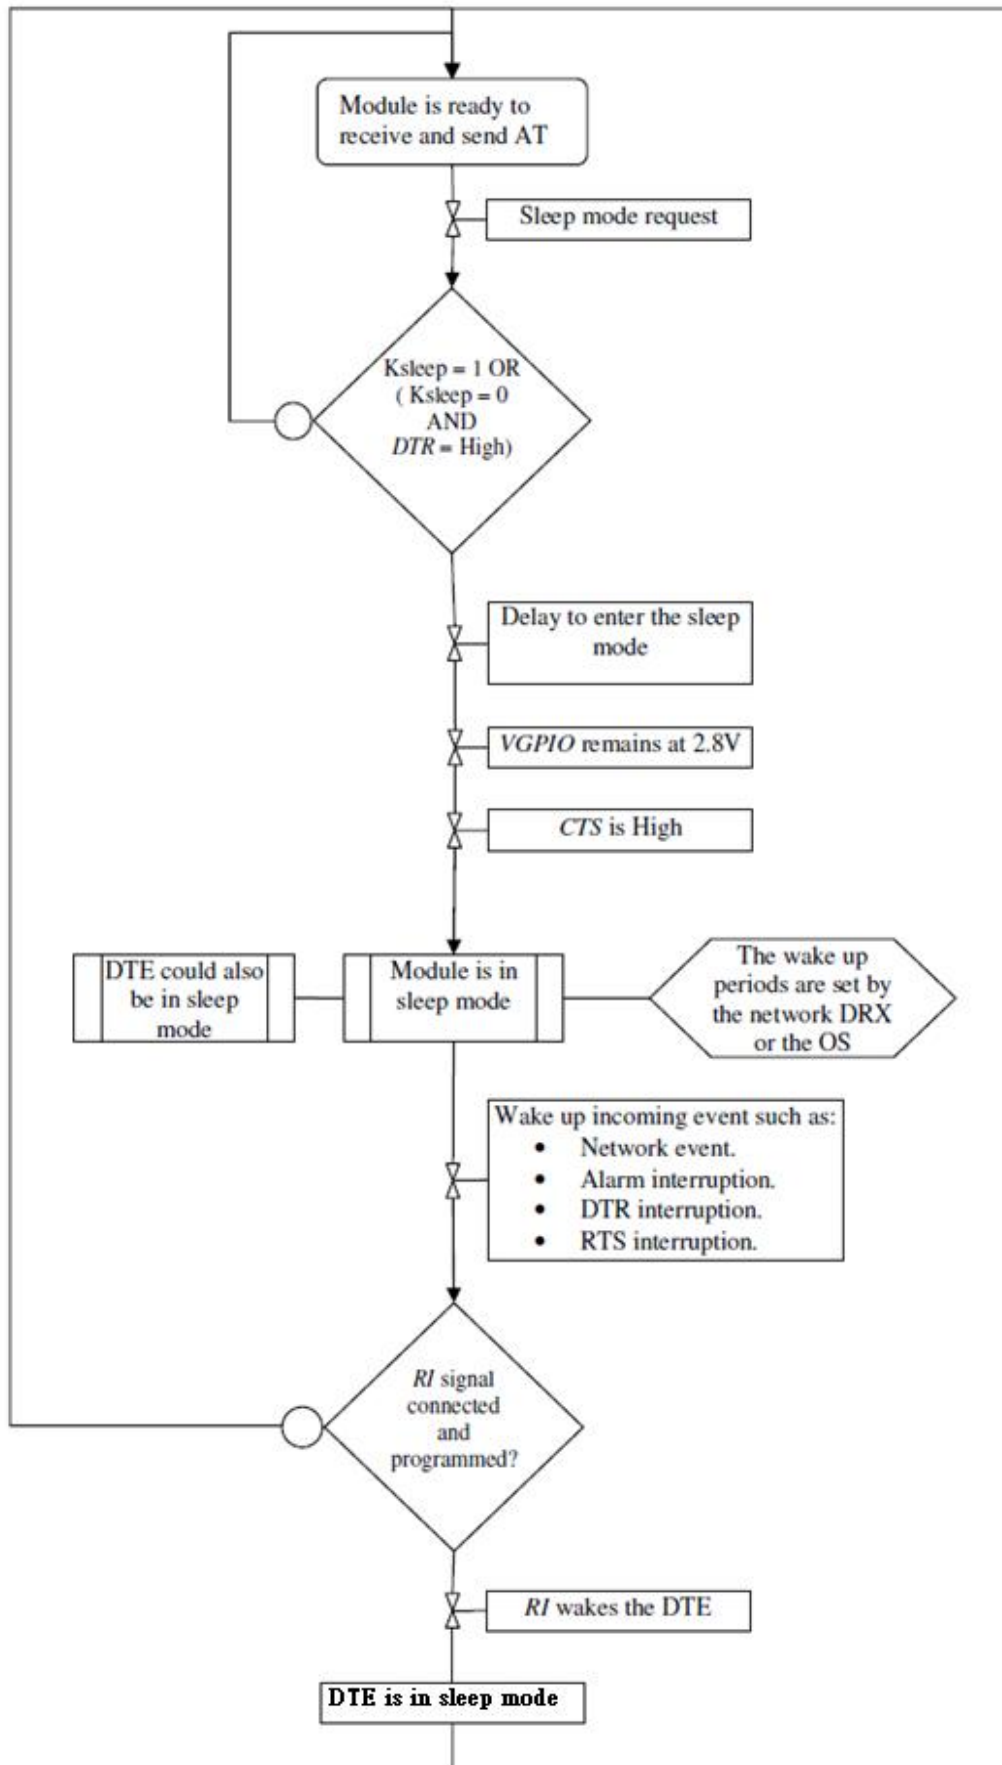 Module is ready to
receive and send AT
Sleep mode request
Ksleep = 1 OR
( Ksleep = 0
AND
DTR = High)
Delay to enter the sleep
mode
VGPIO remains at 2.8V
CTS is High
DTE could also
be in sleep
mode
Module is in
sleep mode
The wake up
periods are set by
the network DRX
or the OS
Wake up incoming event such as:
• Network event.
• Alarm interruption.
• DTR interruption.
• RTS interruption.
RI signal
connected
and
programmed?
RI wakes the DTE
DTE is in sleep mode